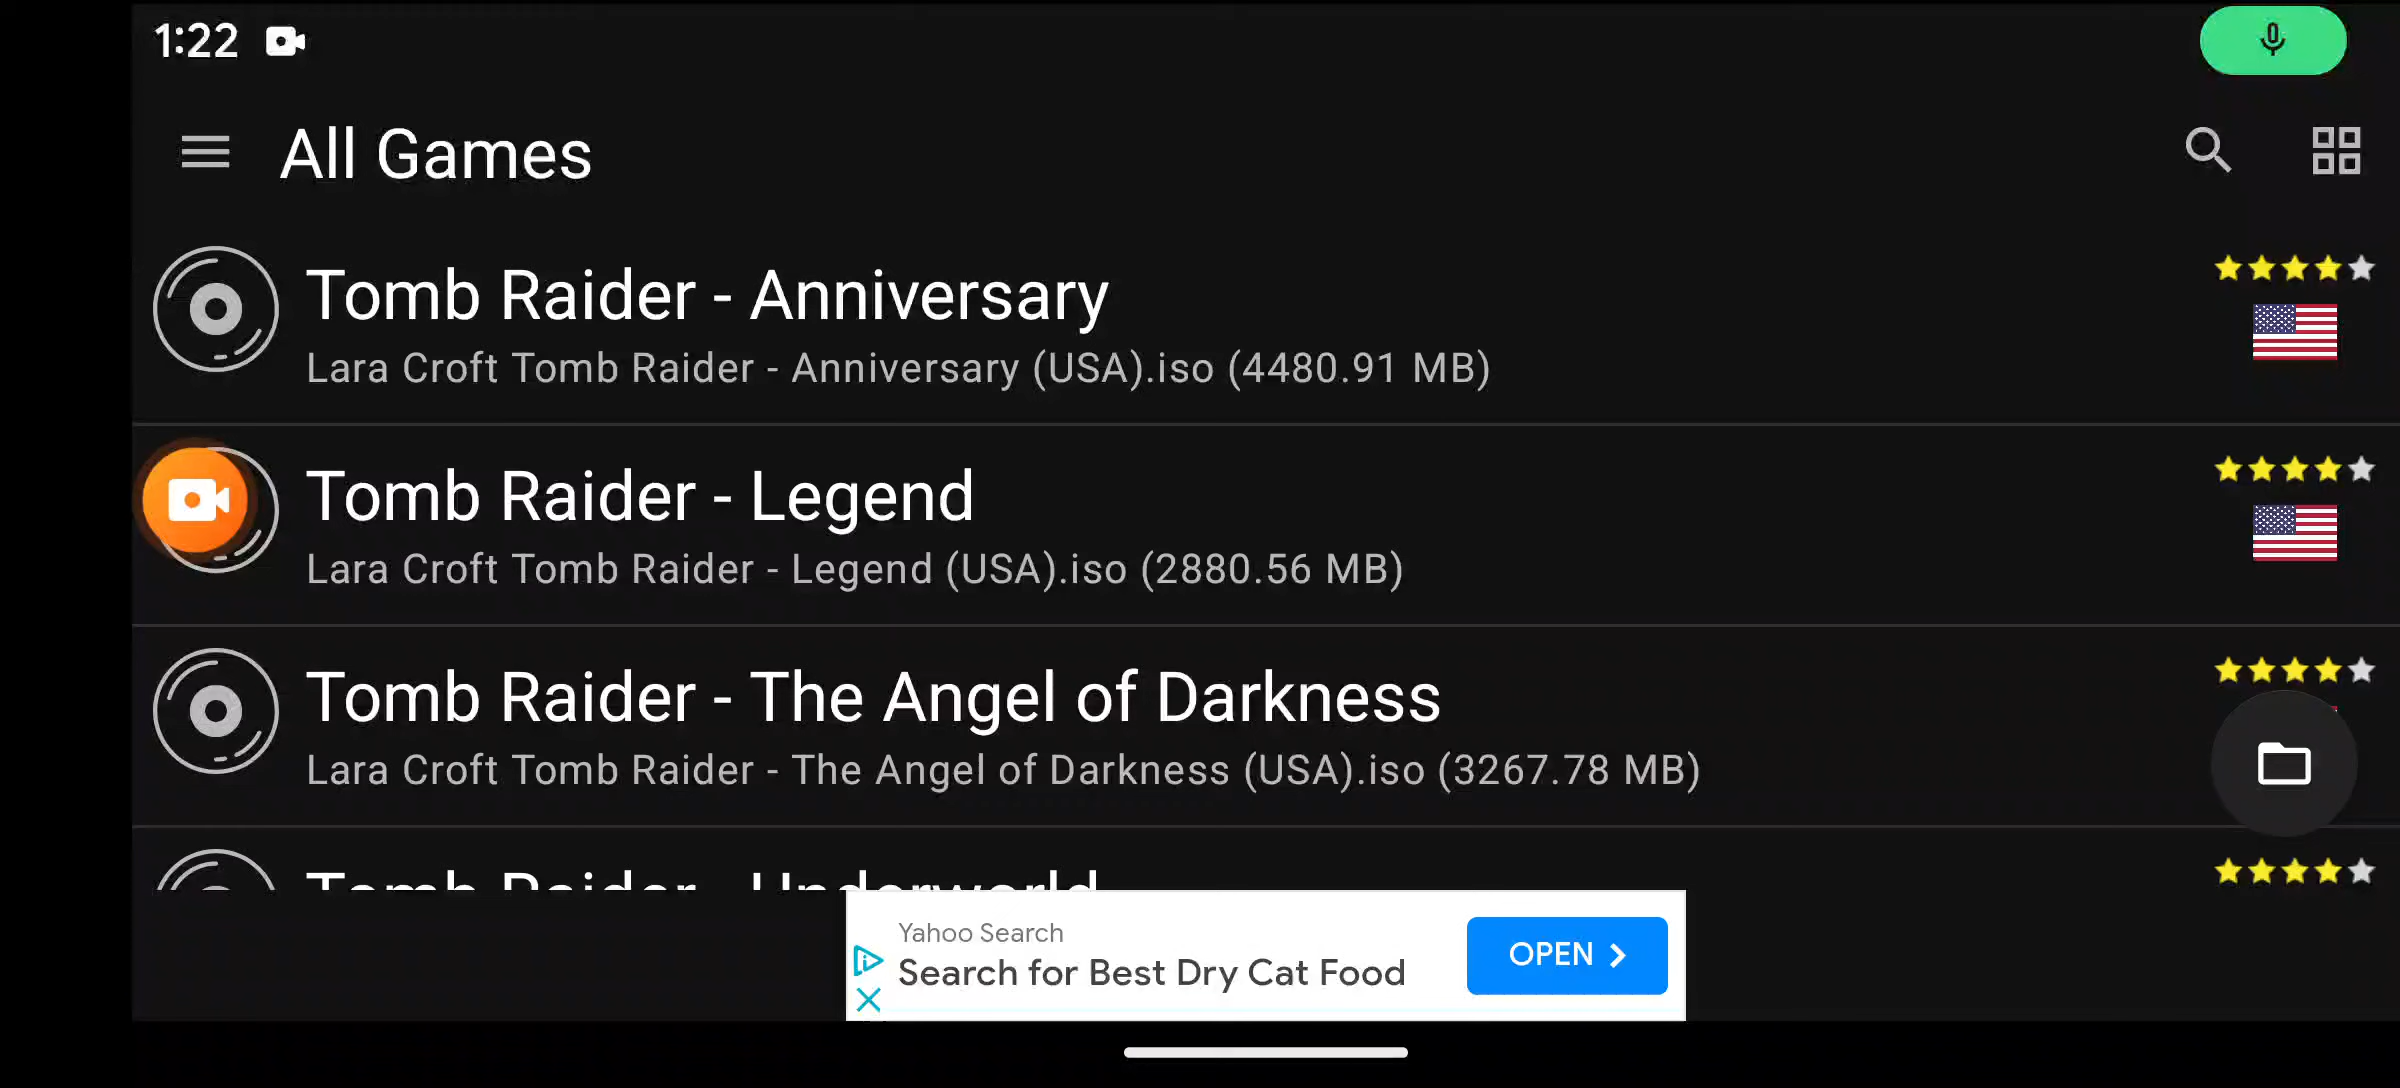 1:22
All Games
Tomb Raider - Anniversary
Lara Croft Tomb Raider - Anniversary (USA).iso (4480.91 MB)
Tomb Raider - Legend
Lara Croft Tomb Raider - Legend (USA).iso (2880.56 MB)
Tomb Raider - The Angel of Darkness
Lara Croft Tomb Raider - The Angel of Darkness (USA).iso (3267.78 MB)
Tomb Raider - Underworld
Yahoo Search
Search for Best Dry Cat Food
OPEN